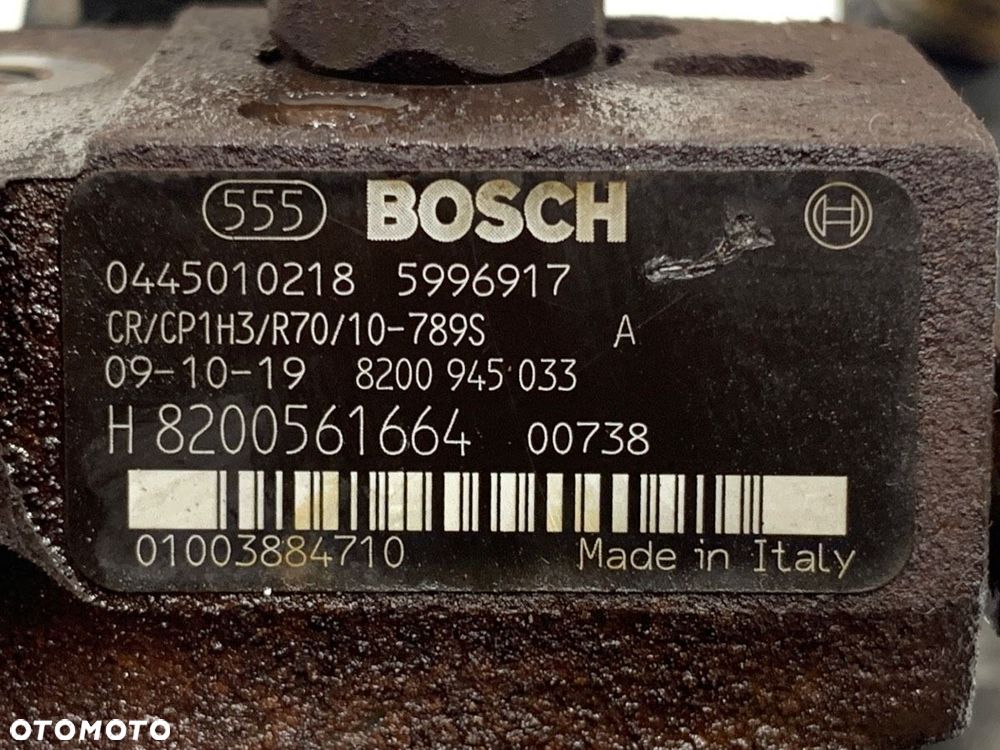 555 BOSCH
0445010218 5996917
CR/CP1H3/R70/10-789S A
09-10-19 8200 945 033
H 8200561664 00738
01003884710 Made in Italy
OTOMOTO